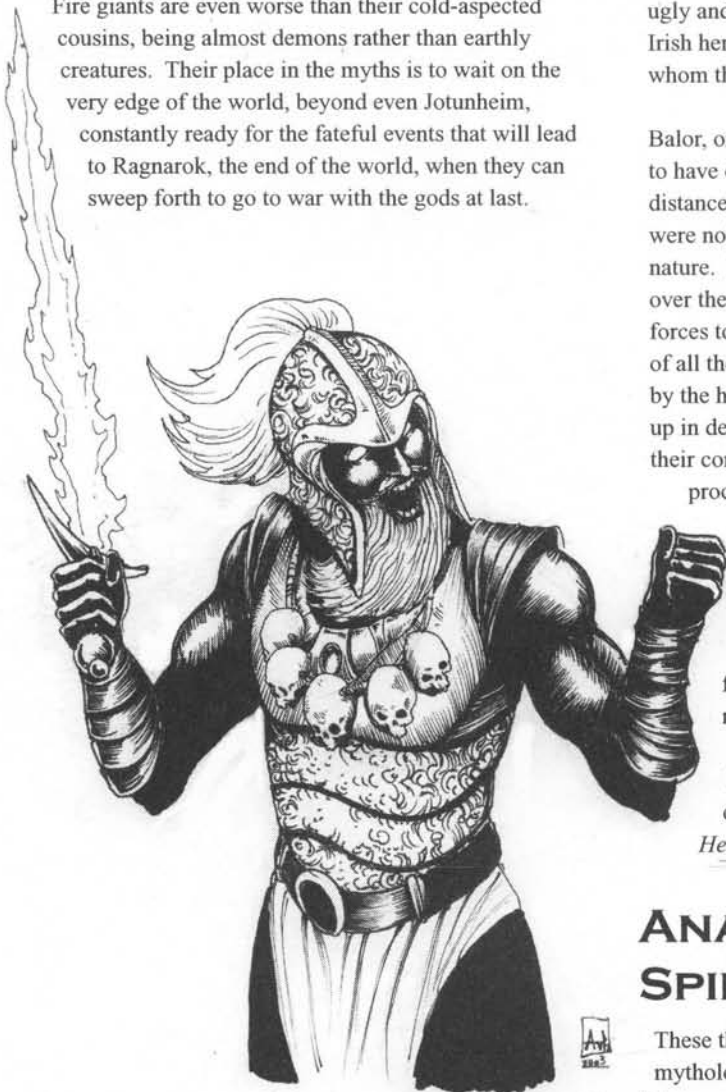 Fire giants are even worse than their cold-aspected
cousins, being almost demons rather than earthly
creatures. Their place in the myths is to wait on the
very edge of the world, beyond even Jotunheim,
constantly ready for the fateful events that will lead
to Ragnarok, the end of the world, when they can
sweep forth to go to war with the gods at last.
ugly and
Irish her
whom th
Balor, o
to have
distance
were no
nature.
over the
forces to
of all the
by the h
up in de
their co
proc
f
He
ANA
SPI
These th
mytholo
2003